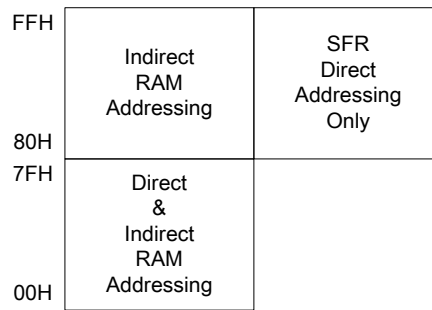 FFH
Indirect
RAM
Addressing
SFR
Direct
Addressing
Only
80H
7FH
Direct
&
Indirect
RAM
Addressing
00H